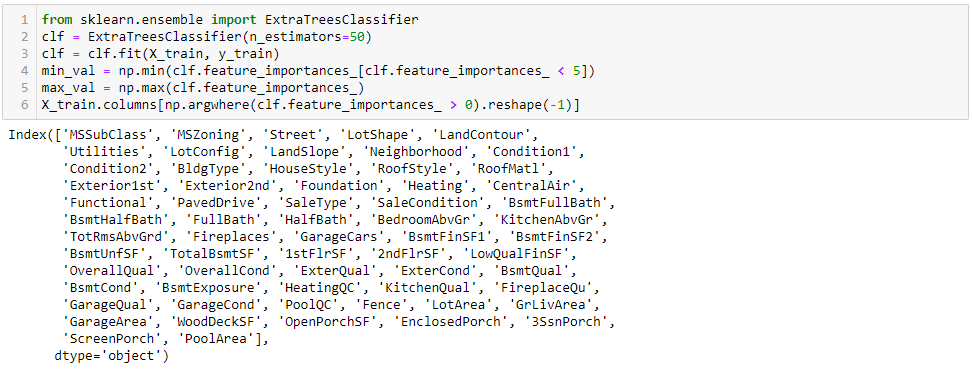 1 from sklearn.ensemble import ExtraTreesClassifier
2 clf = ExtraTreesClassifier(n_estimators=50)
3 clf = clf.fit(X_train, y_train)
4 min_val = np.min(clf.feature_importances_[clf.feature_importances_ < 5])
5 max_val = np.max(clf.feature_importances_)
6 X_train.columns[np.argwhere(clf.feature_importances_ > 0).reshape(-1)]
Index(['MSSubClass', 'MSZoning', 'Street', 'LotShape', 'LandContour',
'Utilities', 'LotConfig', 'LandSlope', 'Neighborhood', 'Condition1',
'Condition2', 'BldgType', 'HouseStyle', 'RoofStyle', 'RoofMatl',
'Exterior1st', 'Exterior2nd', 'Foundation', 'Heating', 'CentralAir',
'Functional', 'PavedDrive', 'SaleType', 'SaleCondition', 'BsmtFullBath',
'BsmtHalfBath', 'FullBath', 'HalfBath', 'BedroomAbvGr', 'KitchenAbvGr',
'TotRmsAbvGrd', 'Fireplaces', 'GarageCars', 'BsmtFinSF1', 'BsmtFinSF2',
'BsmtUnfSF', 'TotalBsmtSF', '1stFlrSF', '2ndFlrSF', 'LowQualFinSF',
'OverallQual', 'OverallCond', 'ExterQual', 'ExterCond', 'BsmtQual',
'BsmtCond', 'BsmtExposure', 'HeatingQC', 'KitchenQual', 'FireplaceQu',
'GarageQual', 'GarageCond', 'PoolQC', 'Fence', 'LotArea', 'GrLivArea',
'GarageArea', 'WoodDeckSF', 'OpenPorchSF', 'EnclosedPorch', '3SsnPorch',
'ScreenPorch', 'PoolArea'],
dtype='object')